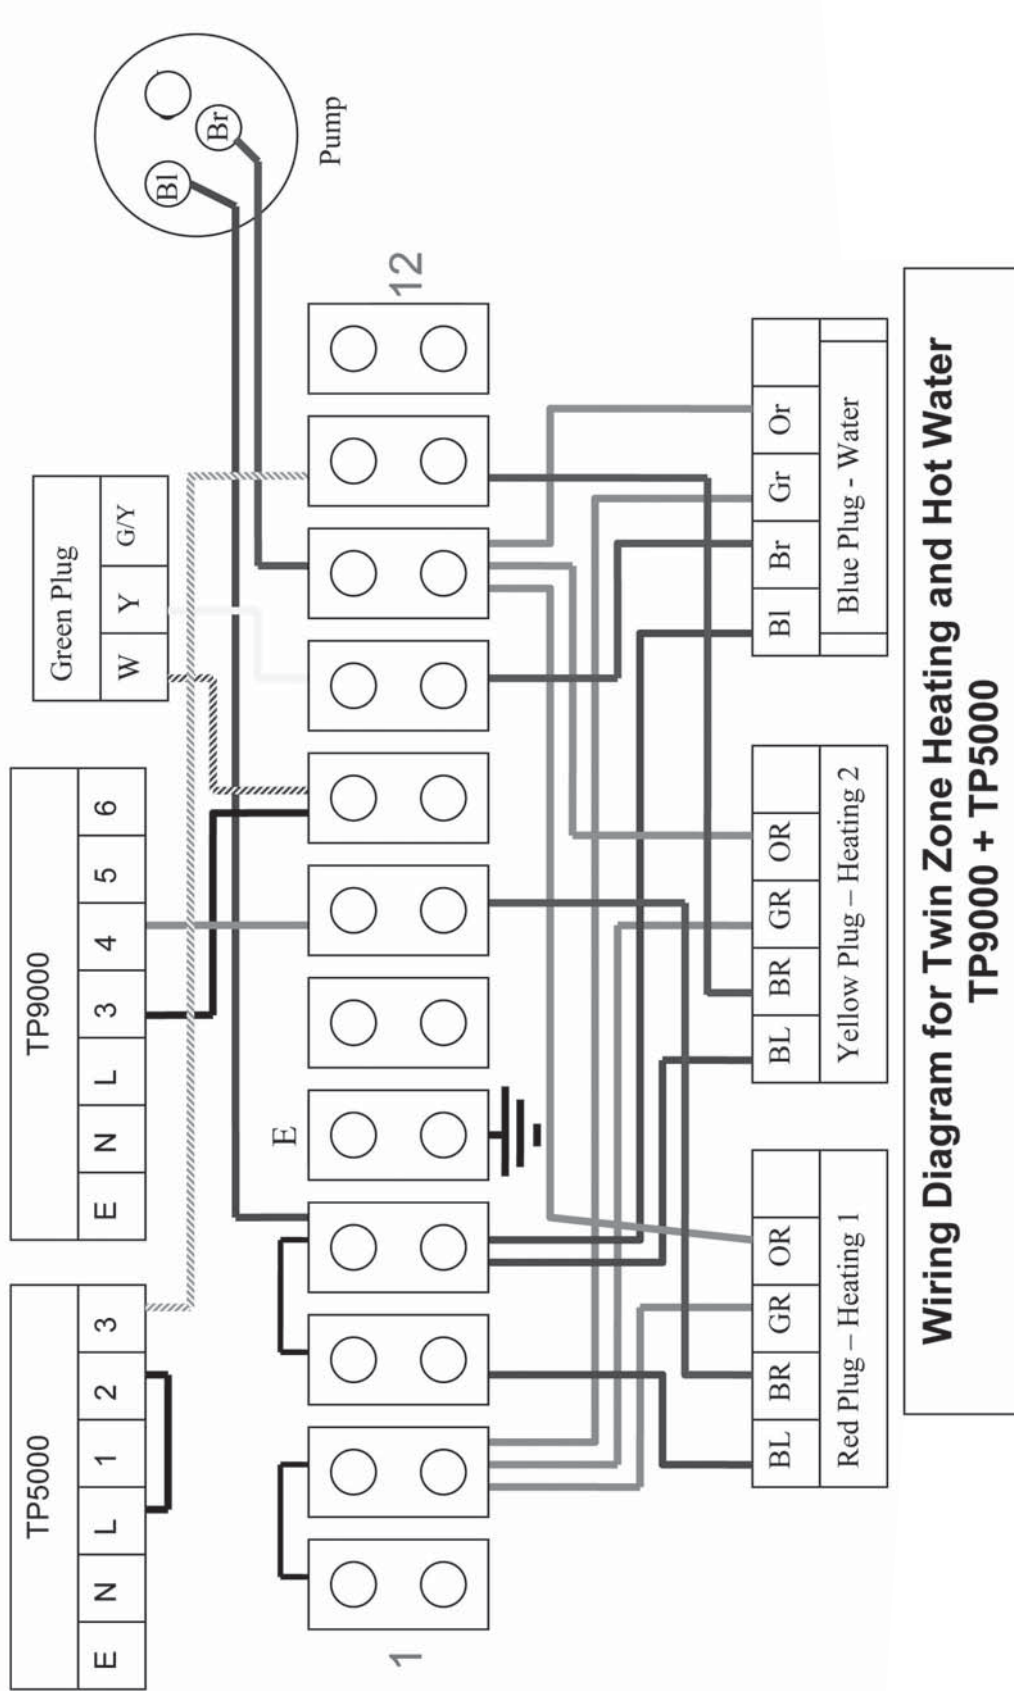 TP5000
E N L 1 2 3
TP9000
E N L 3 4 5 6
Green Plug
W Y G/Y
Bl
Br
Pump
E
1
12
BL BR GR OR
Red Plug – Heating 1
BL BR GR OR
Yellow Plug – Heating 2
Bl Br Gr Or
Blue Plug - Water
Wiring Diagram for Twin Zone Heating and Hot Water
TP9000 + TP5000